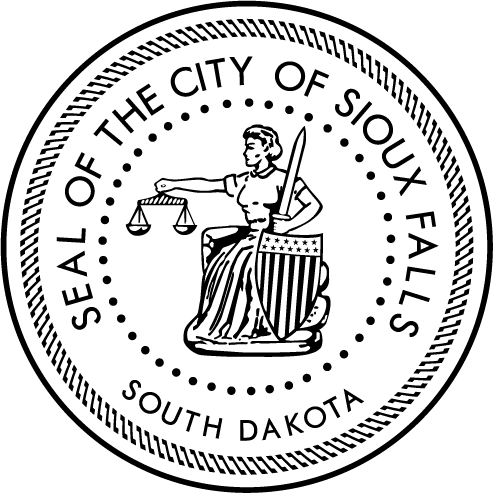 SEAL OF THE CITY OF SIOUX FALLS
SOUTH DAKOTA